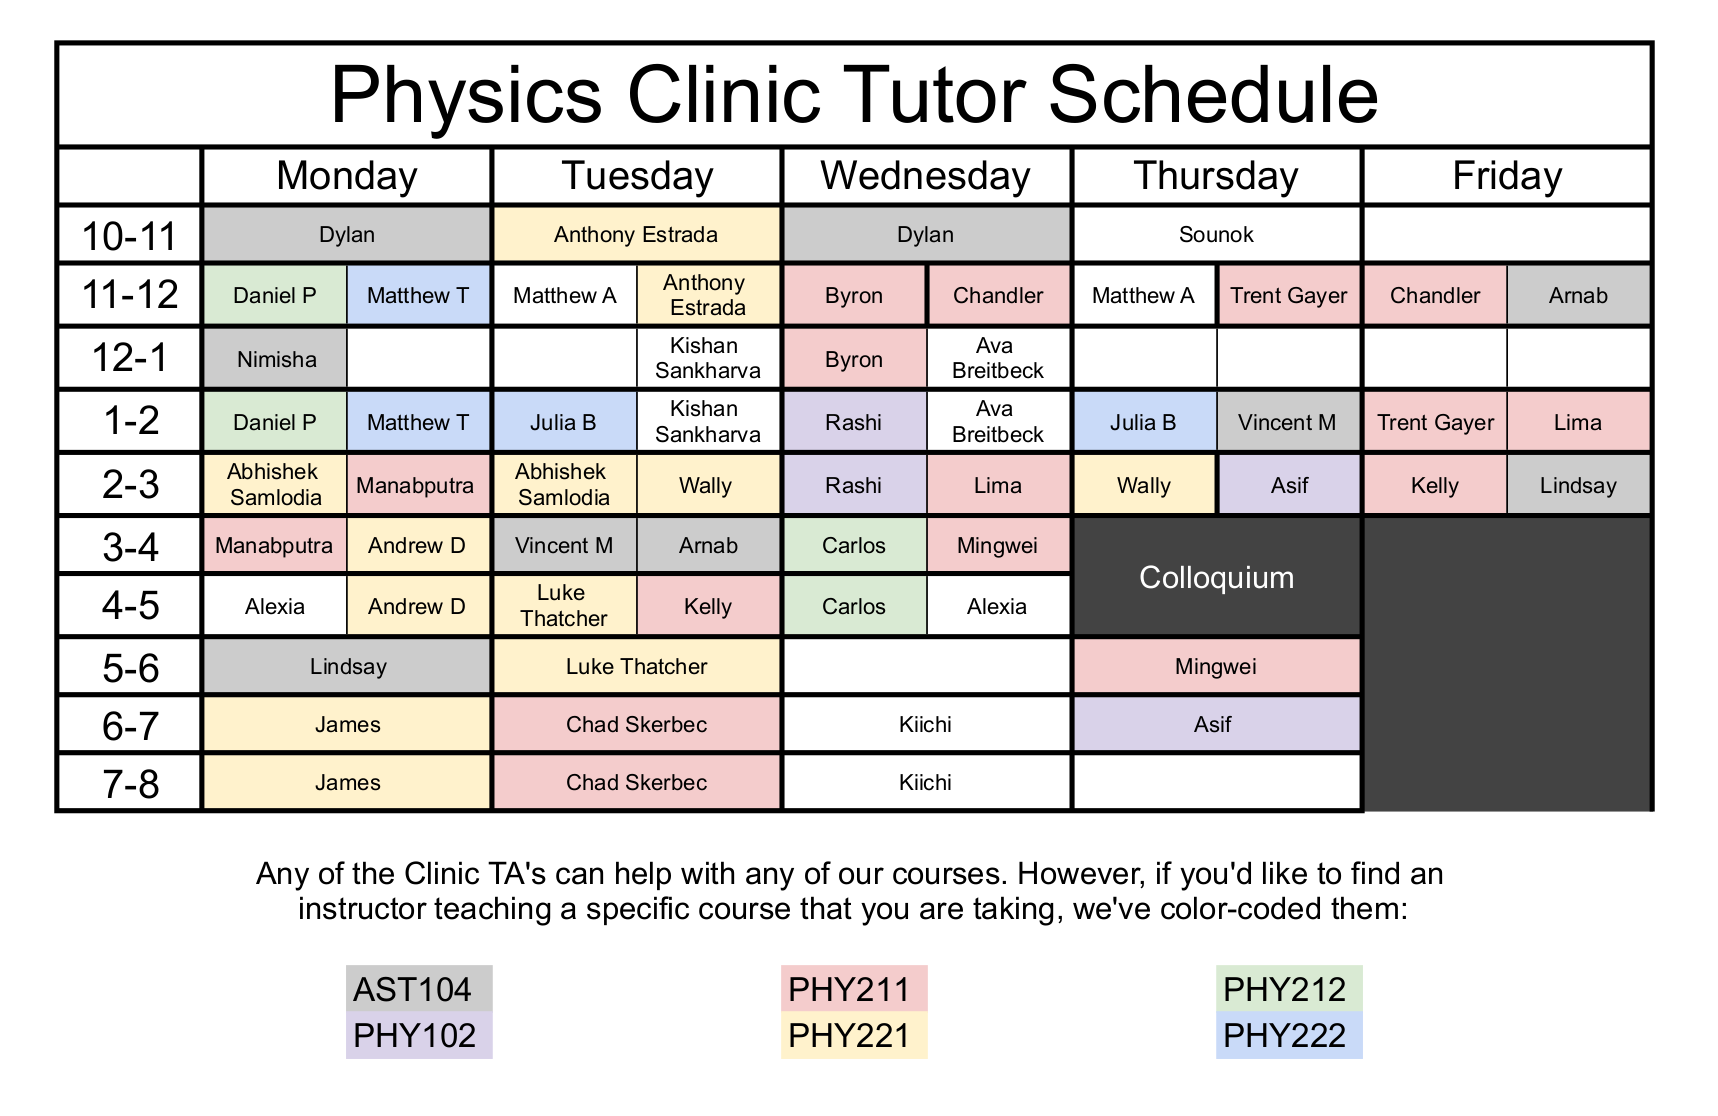 Physics Clinic Tutor Schedule
Monday Tuesday Wednesday Thursday Friday
10-11 Dylan Anthony Estrada Dylan Sounok
11-12 Daniel P Matthew T Matthew A Anthony Estrada Byron Chandler Matthew A Trent Gayer Chandler Arnab
12-1 Nimisha Kishan Sankharva Byron Ava Breitbeck
1-2 Daniel P Matthew T Julia B Kishan Sankharva Rashi Ava Breitbeck Julia B Vincent M Trent Gayer Lima
2-3 Abhishek Samlodia Manabputra Abhishek Samlodia Wally Rashi Lima Wally Asif Kelly Lindsay
3-4 Manabputra Andrew D Vincent M Arnab Carlos Mingwei Colloquium
4-5 Alexia Andrew D Luke Thatcher Kelly Carlos Alexia
5-6 Lindsay Luke Thatcher Mingwei
6-7 James Chad Skerbec Kiichi Asif
7-8 James Chad Skerbec Kiichi
Any of the Clinic TA's can help with any of our courses. However, if you'd like to find an
instructor teaching a specific course that you are taking, we've color-coded them:
AST104 PHY211 PHY212
PHY102 PHY221 PHY222